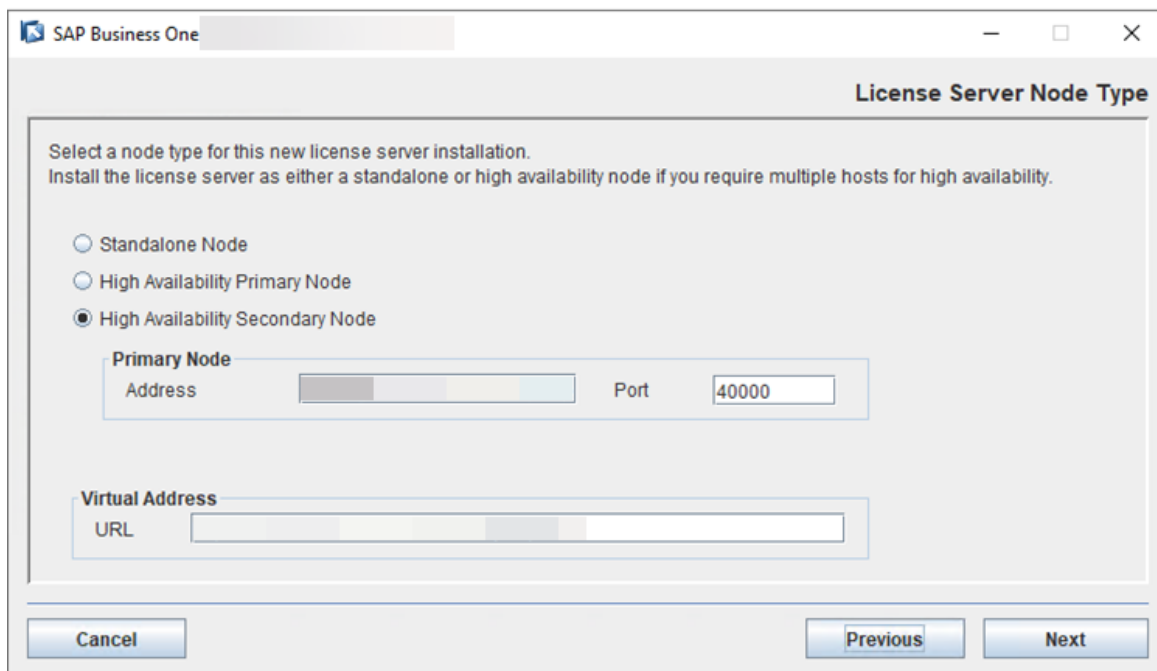 SAP Business One
License Server Node Type
Select a node type for this new license server installation.
Install the license server as either a standalone or high availability node if you require multiple hosts for high availability.
Standalone Node
High Availability Primary Node
High Availability Secondary Node
Primary Node
Address Port 40000
Virtual Address
URL
Cancel Previous Next